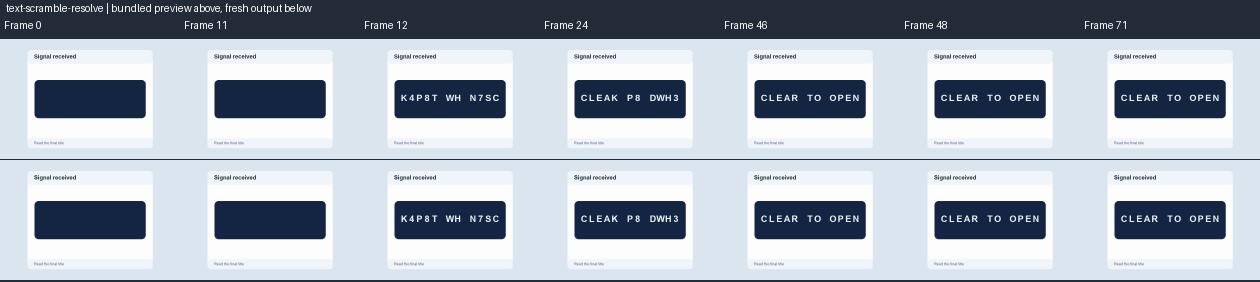 text-scramble-resolve | bundled preview above, fresh output below
Frame 0 Frame 11 Frame 12 Frame 24 Frame 46 Frame 48 Frame 71
Signal received Signal received Signal received Signal received Signal received Signal received Signal received
K4P8T WH N7SC CLEAK P8 DWH3 CLEAR TO OPEN CLEAR TO OPEN CLEAR TO OPEN
Read the final title Read the final title Read the final title Read the final title Read the final title Read the final title Read the final title
Signal received Signal received Signal received Signal received Signal received Signal received Signal received
K4P8T WH N7SC CLEAK P8 DWH3 CLEAR TO OPEN CLEAR TO OPEN CLEAR TO OPEN
Read the final title Read the final title Read the final title Read the final title Read the final title Read the final title Read the final title